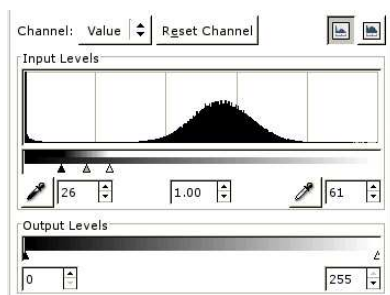 Channel: Value Reset Channel
Input Levels
26 1.00 61
Output Levels
0 255